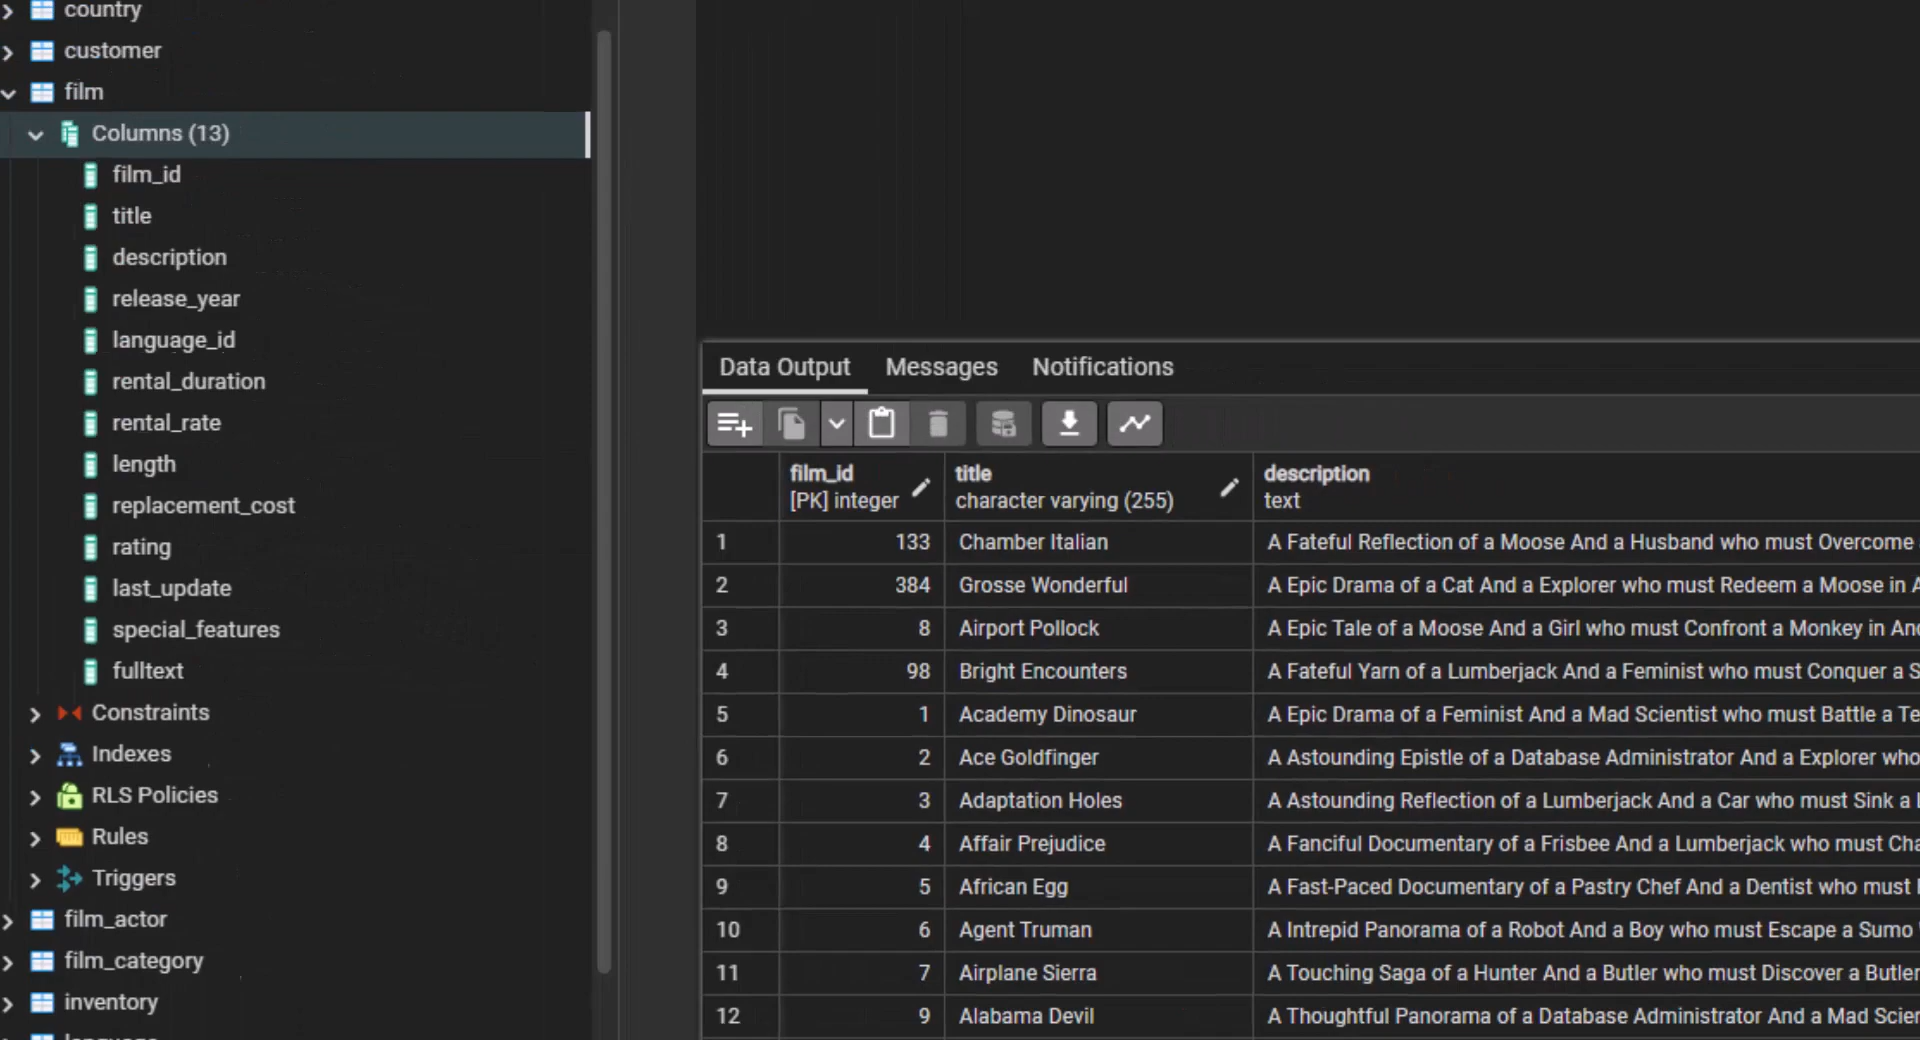 country
customer
film
Columns (13)
film_id
title
description
release_year
language_id
rental_duration
rental_rate
length
replacement_cost
rating
last_update
special_features
fulltext
Constraints
Indexes
RLS Policies
Rules
Triggers
film_actor
film_category
inventory
Data Output Messages Notifications
film_id title description
[PK] integer character varying (255) text
1 133 Chamber Italian A Fateful Reflection of a Moose And a Husband who must Overcome
2 384 Grosse Wonderful A Epic Drama of a Cat And a Explorer who must Redeem a Moose in
3 8 Airport Pollock A Epic Tale of a Moose And a Girl who must Confront a Monkey in
4 98 Bright Encounters A Fateful Yarn of a Lumberjack And a Feminist who must Conquer a
5 1 Academy Dinosaur A Epic Drama of a Feminist And a Mad Scientist who must Battle a
6 2 Ace Goldfinger A Astounding Epistle of a Database Administrator And a Explorer who
7 3 Adaptation Holes A Astounding Reflection of a Lumberjack And a Car who must Sink a
8 4 Affair Prejudice A Fanciful Documentary of a Frisbee And a Lumberjack who must
9 5 African Egg A Fast-Paced Documentary of a Pastry Chef And a Dentist who must
10 6 Agent Truman A Intrepid Panorama of a Robot And a Boy who must Escape a Sumo
11 7 Airplane Sierra A Touching Saga of a Hunter And a Butler who must Discover a Butler
12 9 Alabama Devil A Thoughtful Panorama of a Database Administrator And a Mad